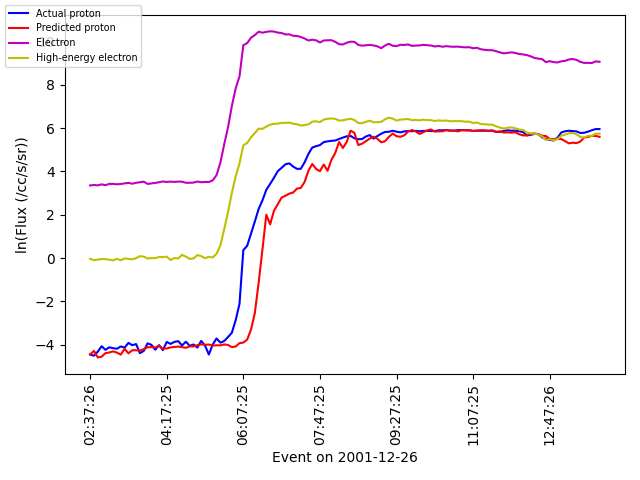 Actual proton
Predicted proton
Electron
High-energy electron
8
6
4
2
0
−2
−4
ln(Flux (/cc/s/sr))
02:37:26
04:17:25
06:07:25
07:47:25
09:27:25
11:07:25
12:47:26
Event on 2001-12-26